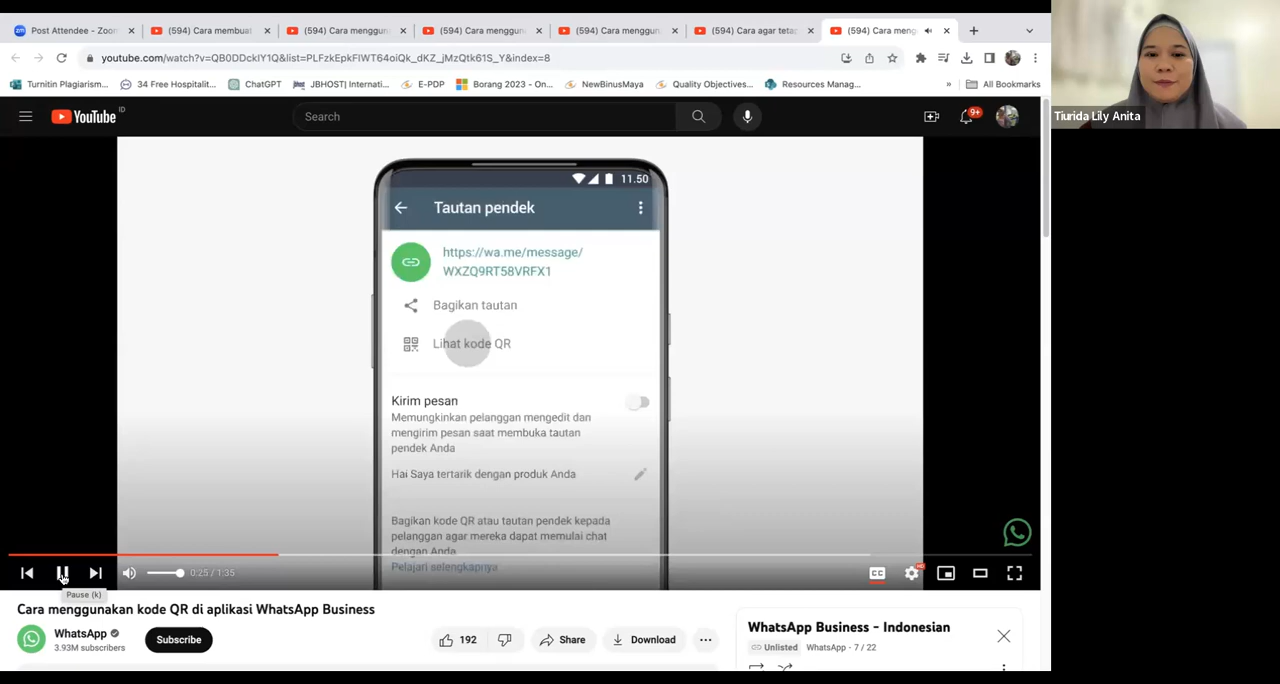 Post Attendee - Zoom
(594) Cara membuat
(594) Cara menggun
(594) Cara menggun
(594) Cara menggun
(594) Cara agar tetap
(594) Cara meng
youtube.com/watch?v=QB0DDcklY1Q&list=PLFzkEpkFIWT64oiQk_dKZ_jMzQtk61S_Y&index=8
Turnitin Plagiarism...
34 Free Hospitalit...
ChatGPT
JBHOST| Internati...
E-PDP
Borang 2023 - On...
NewBinusMaya
Quality Objectives...
Resources Manag...
»
All Bookmarks
YouTube ID
Search
9+
Tiurida Lily Anita
11.50
Tautan pendek
https://wa.me/message/
WXZQ9RT58VRFX1
Bagikan tautan
Lihat kode QR
Kirim pesan
Memungkinkan pelanggan mengedit dan
mengirim pesan saat membuka tautan
pendek Anda
Hai Saya tertarik dengan produk Anda
Bagikan kode QR atau tautan pendek kepada
pelanggan agar mereka dapat memulai chat
dengan Anda.
Pelajari selengkapnya
0:25 / 1:35
CC
HD
Pause (k)
Cara menggunakan kode QR di aplikasi WhatsApp Business
WhatsApp
3.93M subscribers
Subscribe
192
Share
Download
WhatsApp Business - Indonesian
Unlisted WhatsApp - 7 / 22